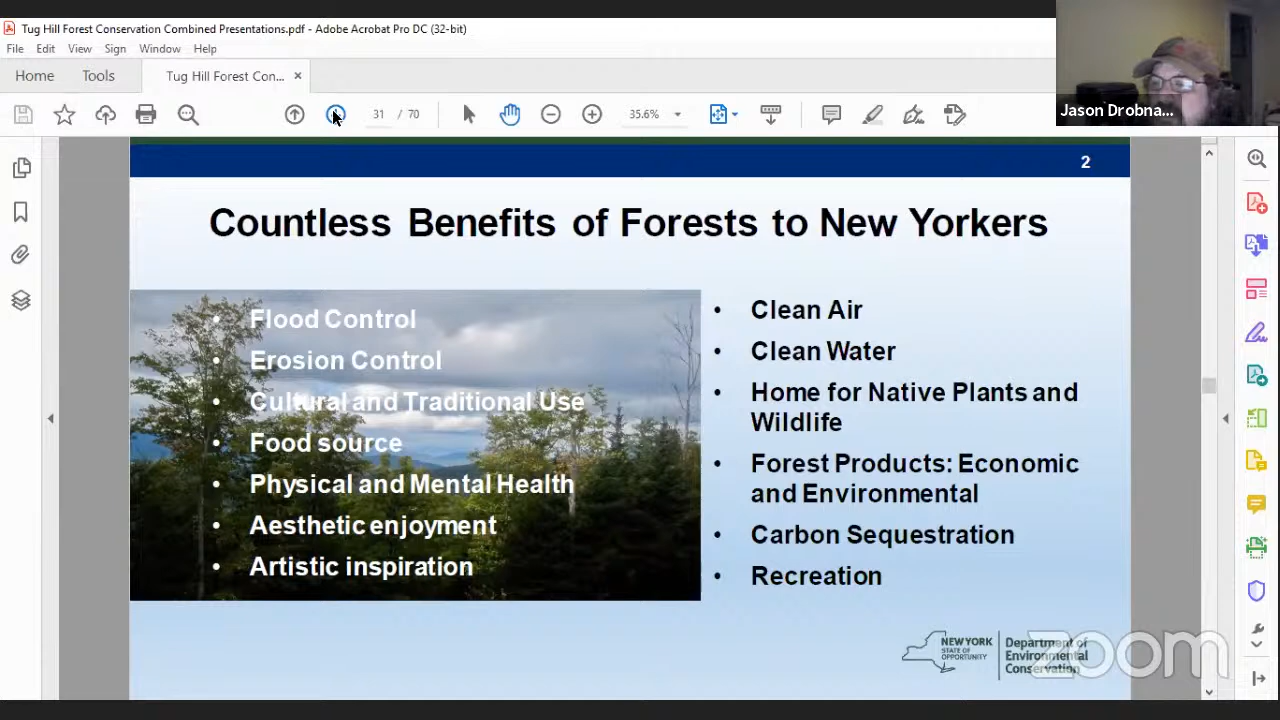 Tug Hill Forest Conservation Combined Presentations.pdf - Adobe Acrobat Pro DC (32-bit)
File Edit View Sign Window Help
Home Tools Tug Hill Forest Con... ×
31 / 70 35.6%
Jason Drobna...
2
Countless Benefits of Forests to New Yorkers
• Flood Control
• Erosion Control
• Cultural and Traditional Use
• Food source
• Physical and Mental Health
• Aesthetic enjoyment
• Artistic inspiration
• Clean Air
• Clean Water
• Home for Native Plants and
Wildlife
• Forest Products: Economic
and Environmental
• Carbon Sequestration
• Recreation
NEW YORK
STATE OF
OPPORTUNITY
Department of
Environmental
Conservation
zoom